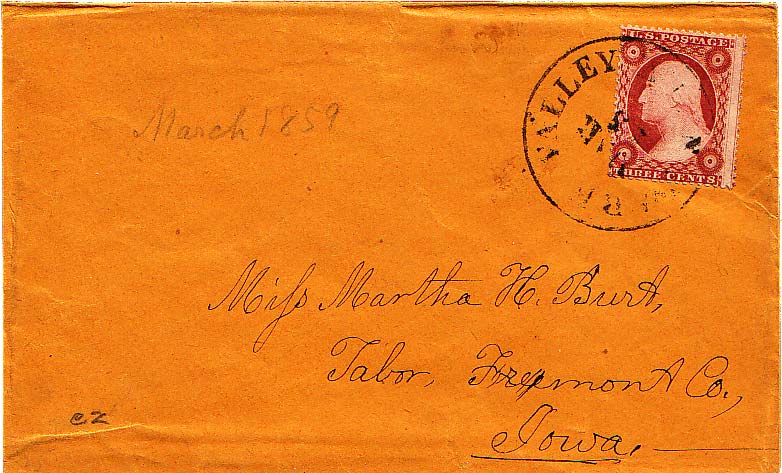 U.S. POSTAGE
THREE CENTS
VALLEY
March 1859
Miss Martha H. Burt,
Tabor, Fremont Co.,
Iowa.
cz